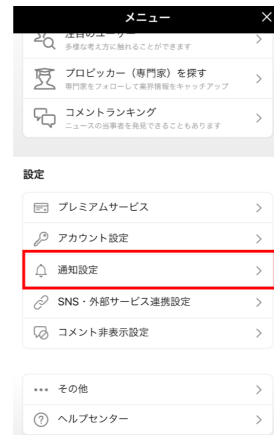 メニュー
注目のユーザー
多様な考え方に触れることができます
プロピッカー（専門家）を探す
専門家をフォローして業界情報をキャッチアップ
コメントランキング
ニュースの当事者を発見できることもあります
設定
プレミアムサービス
アカウント設定
通知設定
SNS・外部サービス連携設定
コメント非表示設定
その他
ヘルプセンター